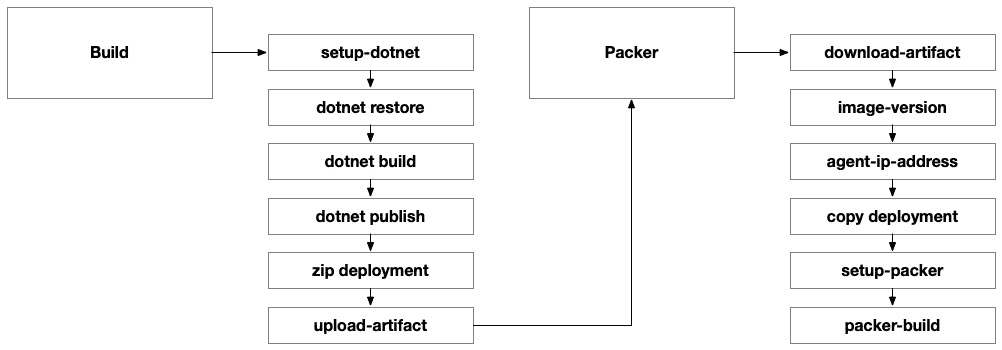 Build
setup-dotnet
dotnet restore
dotnet build
dotnet publish
zip deployment
upload-artifact
Packer
download-artifact
image-version
agent-ip-address
copy deployment
setup-packer
packer-build